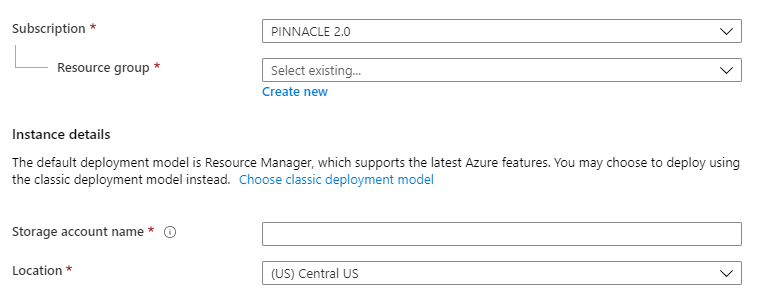 Subscription *
PINNACLE 2.0
Resource group *
Select existing...
Create new
Instance details
The default deployment model is Resource Manager, which supports the latest Azure features. You may choose to deploy using
the classic deployment model instead. Choose classic deployment model
Storage account name *
Location *
(US) Central US